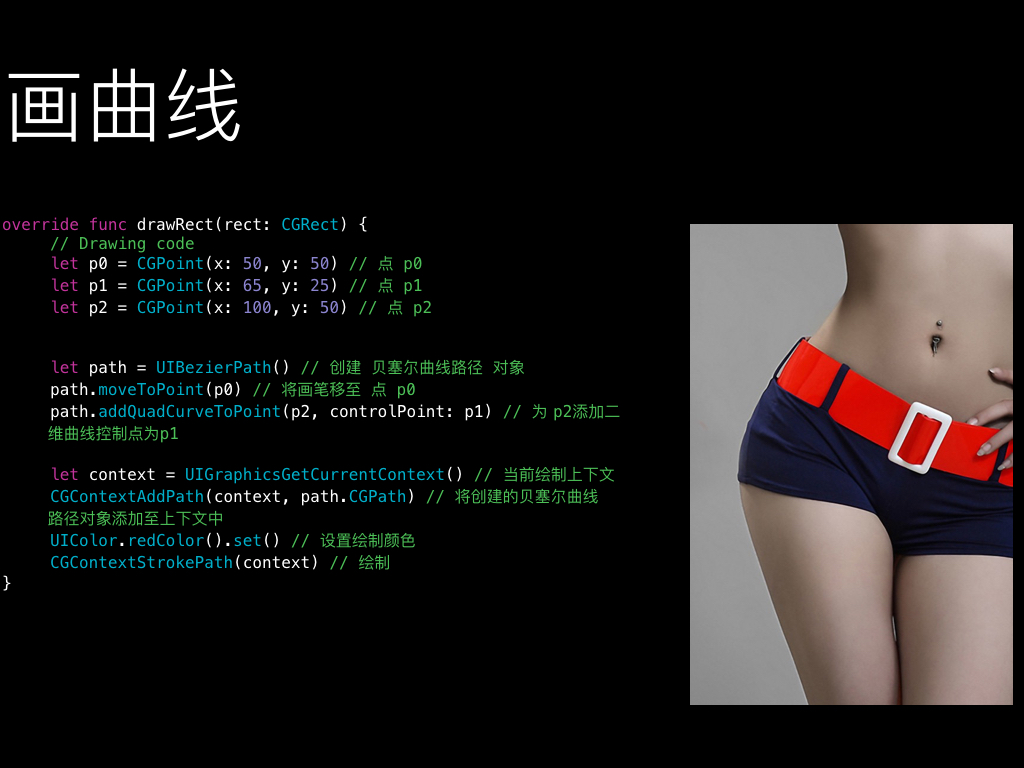 画曲线
override func drawRect(rect: CGRect) {
// Drawing code
let p0 = CGPoint(x: 50, y: 50) // 点 p0
let p1 = CGPoint(x: 65, y: 25) // 点 p1
let p2 = CGPoint(x: 100, y: 50) // 点 p2
let path = UIBezierPath() // 创建 贝塞尔曲线路径 对象
path.moveToPoint(p0) // 将画笔移至 点 p0
path.addQuadCurveToPoint(p2, controlPoint: p1) // 为 p2添加二
维曲线控制点为p1
let context = UIGraphicsGetCurrentContext() // 当前绘制上下文
CGContextAddPath(context, path.CGPath) // 将创建的贝塞尔曲线
路径对象添加至上下文中
UIColor.redColor().set() // 设置绘制颜色
CGContextStrokePath(context) // 绘制
}